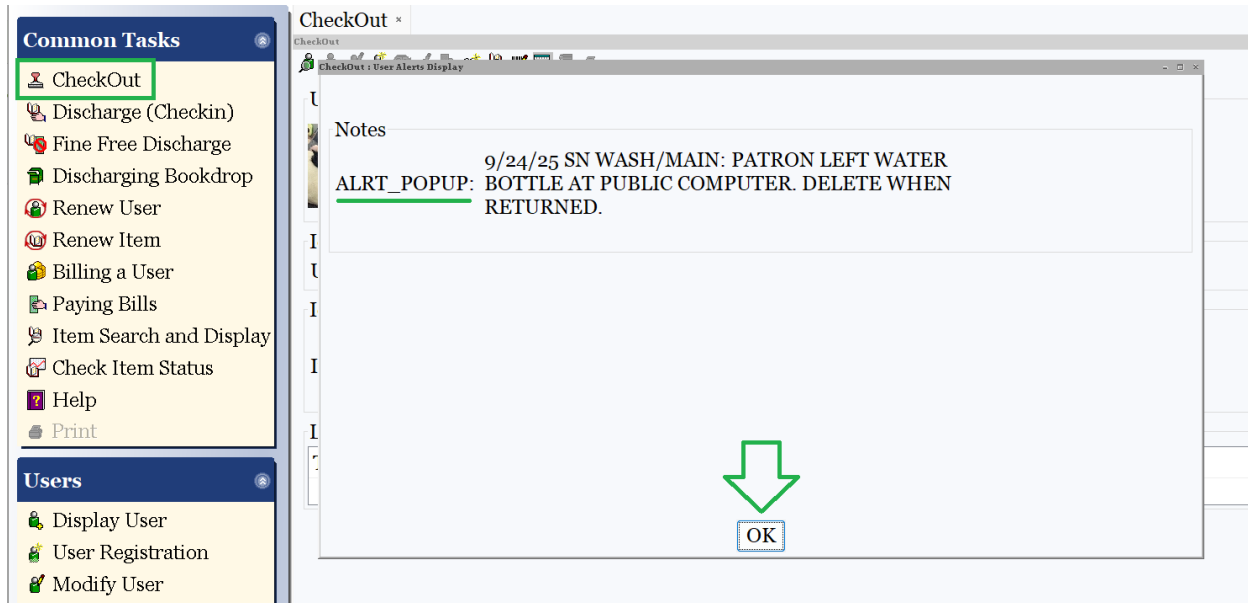 CheckOut ×
CheckOut
Common Tasks
CheckOut
Discharge (Checkin)
Fine Free Discharge
Discharging Bookdrop
Renew User
Renew Item
Billing a User
Paying Bills
Item Search and Display
Check Item Status
Help
Print
Users
Display User
User Registration
Modify User
CheckOut : User Alerts Display
Notes
9/24/25 SN WASH/MAIN: PATRON LEFT WATER
ALRT_POPUP: BOTTLE AT PUBLIC COMPUTER. DELETE WHEN
RETURNED.
OK